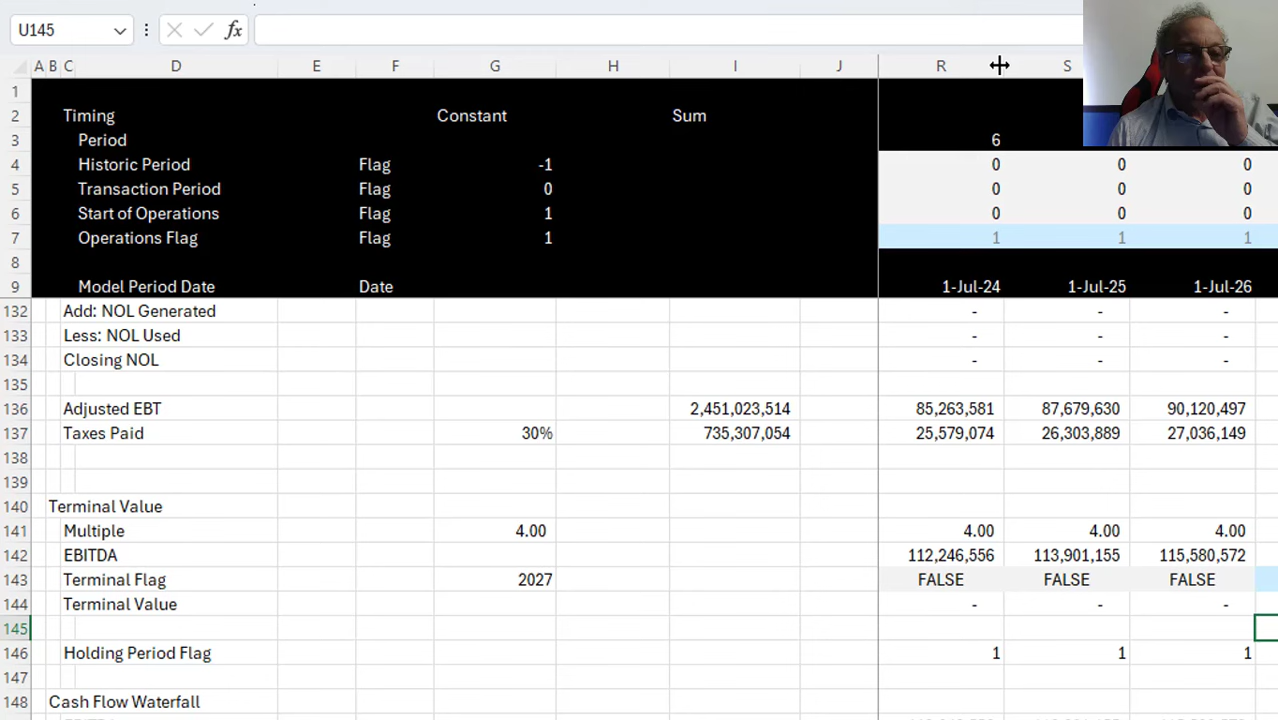 U145 fx
A B C D E F G H I J R S
1
2 Timing Constant Sum
3 Period 6
4 Historic Period Flag -1 0 0 0
5 Transaction Period Flag 0 0 0 0
6 Start of Operations Flag 1 0 0 0
7 Operations Flag Flag 1 1 1 1
8
9 Model Period Date Date 1-Jul-24 1-Jul-25 1-Jul-26
132 Add: NOL Generated - - -
133 Less: NOL Used - - -
134 Closing NOL - - -
135
136 Adjusted EBT 2,451,023,514 85,263,581 87,679,630 90,120,497
137 Taxes Paid 30% 735,307,054 25,579,074 26,303,889 27,036,149
138
139
140 Terminal Value
141 Multiple 4.00 4.00 4.00 4.00
142 EBITDA 112,246,556 113,901,155 115,580,572
143 Terminal Flag 2027 FALSE FALSE FALSE
144 Terminal Value - - -
145
146 Holding Period Flag 1 1 1
147
148 Cash Flow Waterfall